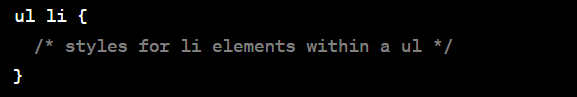 ul li {
  /* styles for li elements within a ul */
}